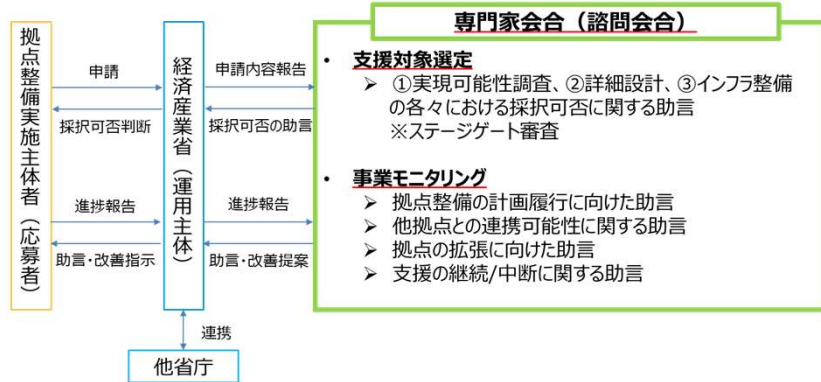 専門家会合（諮問会合）
拠点整備実施主体者（応募者）
申請
採択可否判断
進捗報告
助言・改善指示
経済産業省（運用主体）
申請内容報告
採択可否の助言
進捗報告
助言・改善提案
• 支援対象選定
➢ ①実現可能性調査、②詳細設計、③インフラ整備
の各々における採択可否に関する助言
※ステージゲート審査
• 事業モニタリング
➢ 拠点整備の計画履行に向けた助言
➢ 他拠点との連携可能性に関する助言
➢ 拠点の拡張に向けた助言
➢ 支援の継続/中断に関する助言
連携
他省庁